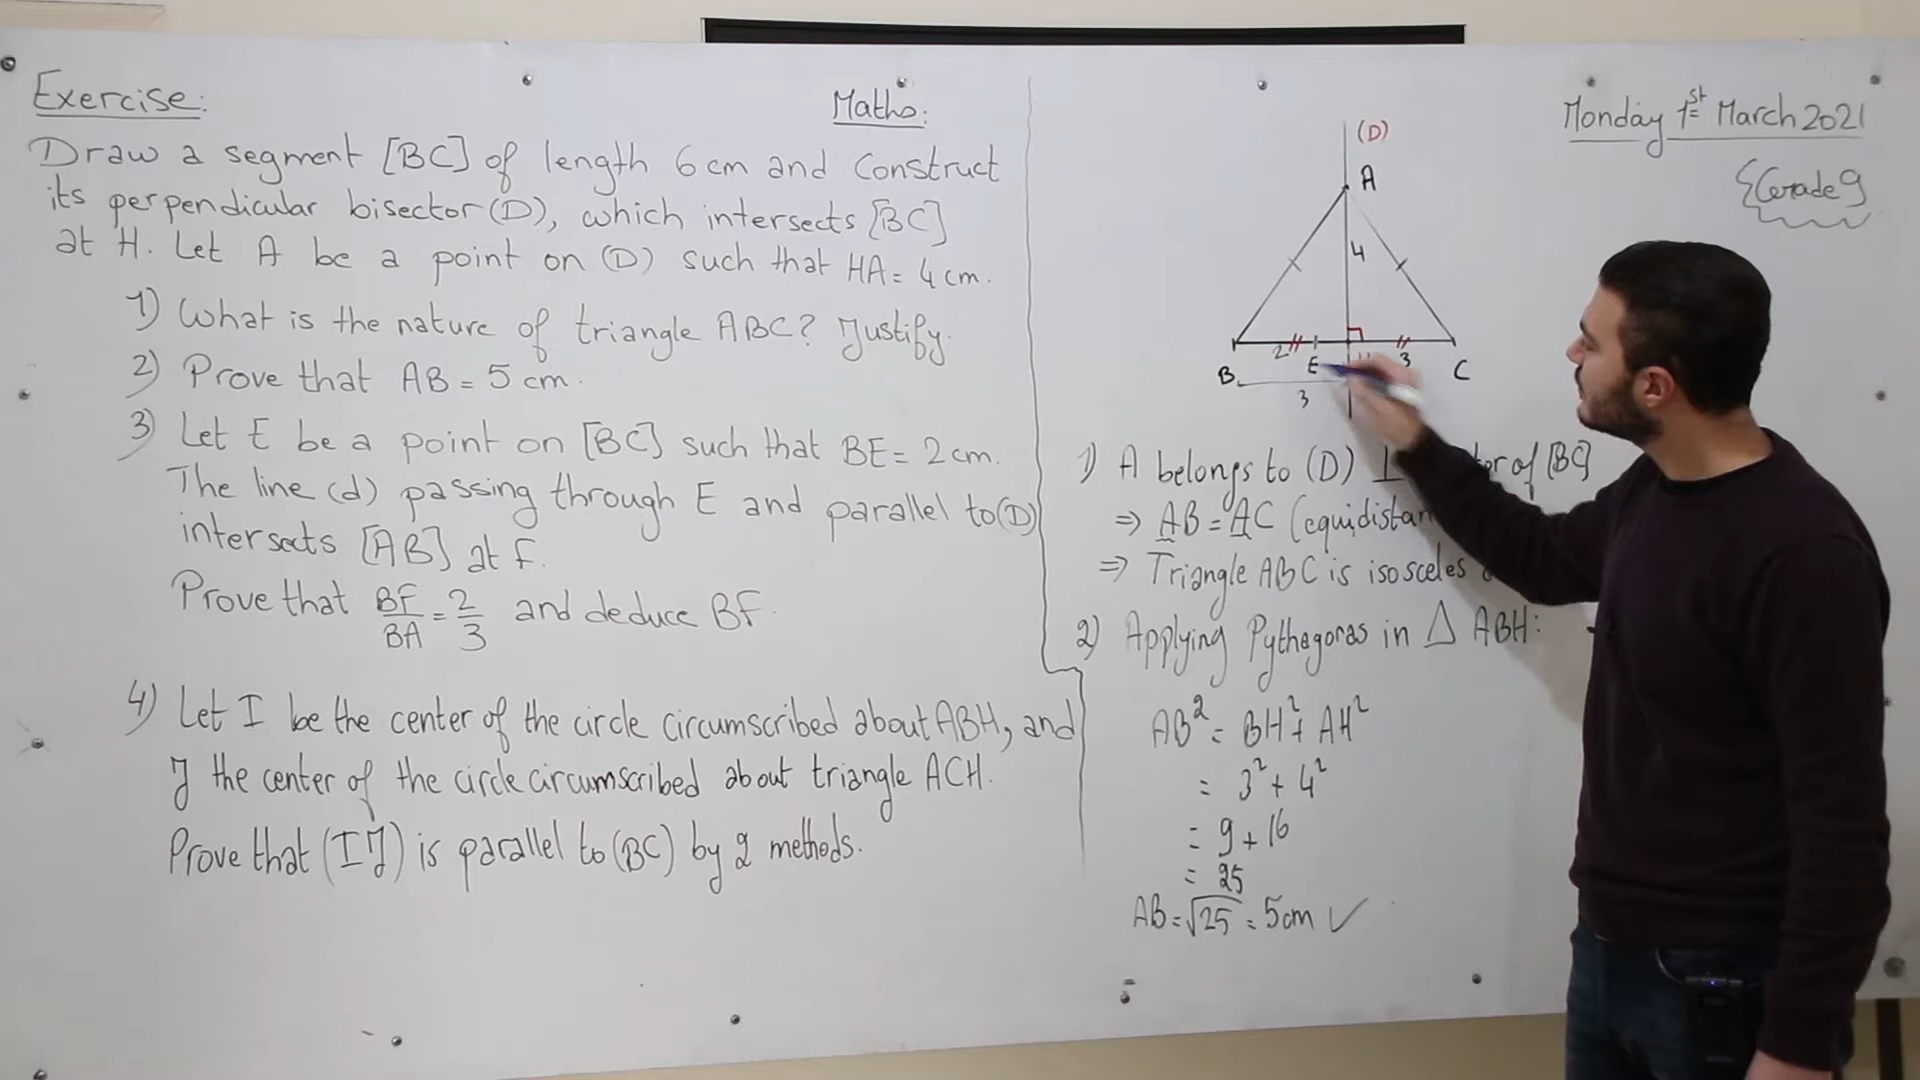 Exercise:
Maths:
Draw a segment [BC] of length 6 cm and construct
its perpendicular bisector (D), which intersects [BC]
at H. Let A be a point on (D) such that HA = 4 cm.
1) What is the nature of triangle ABC? Justify.
2) Prove that AB = 5 cm.
3) Let E be a point on [BC] such that BE = 2 cm.
The line (d) passing through E and parallel to (D)
intersects [AB] at F.
Prove that BF/BA = 2/3 and deduce BF.
4) Let I be the center of the circle circumscribed about ABH, and
J the center of the circle circumscribed about triangle ACH.
Prove that (IJ) is parallel to (BC) by 2 methods.
Monday 1st March 2021
Grade 9
(D)
A
4
2
E
3
B
C
3
1) A belongs to (D) ⊥ of [BC]
⇒ AB = AC
⇒ Triangle ABC is isosceles
2) Applying Pythagoras in △ ABH:
AB² = BH² + AH²
= 3² + 4²
= 9 + 16
= 25
AB = √25 = 5cm ✓